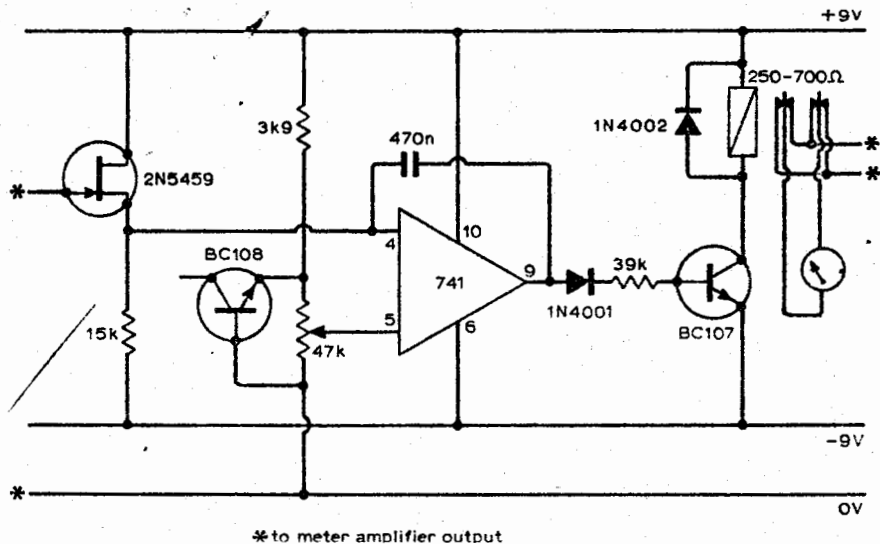 +9V
3k9
250-700Ω
1N4002
470n
*
2N5459
*
*
BC108
4
10
741
9
39k
5
6
1N4001
BC107
15k
47k
-9V
*
0V
* to meter amplifier output